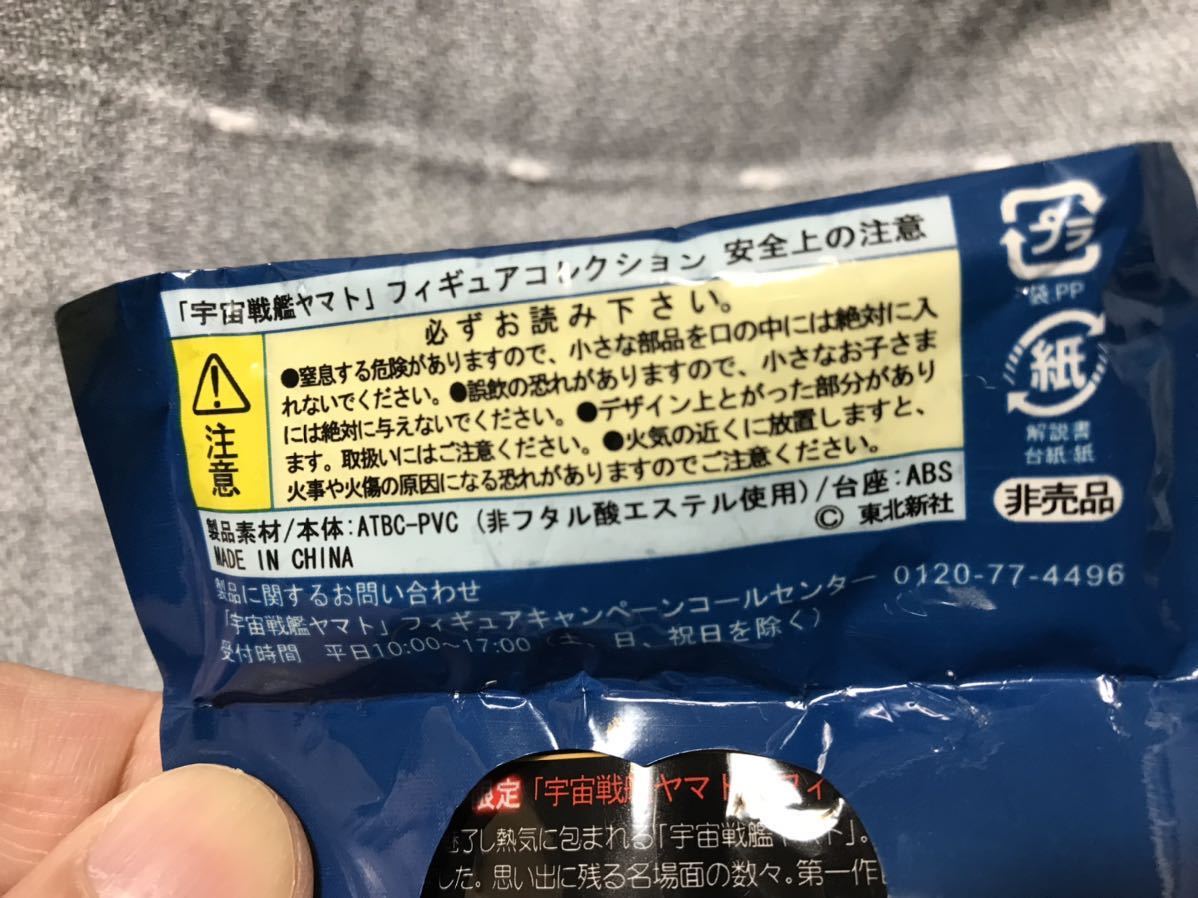 「宇宙戦艦ヤマト」フィギュアコレクション 安全上の注意
必ずお読み下さい。
注意
●窒息する危険がありますので、小さな部品を口の中には絶対に入
れないでください。●誤飲の恐れがありますので、小さなお子さま
には絶対に与えないでください。●デザイン上とがった部分があり
ます。取扱いにはご注意ください。●火気の近くに放置しますと、
火事や火傷の原因になる恐れがありますのでご注意ください。
製品素材/本体:ATBC-PVC (非フタル酸エステル使用)/台座:ABS
MADE IN CHINA
© 東北新社
プラ
袋:PP
紙
解説書
台紙:紙
非売品
製品に関するお問い合わせ
「宇宙戦艦ヤマト」フィギュアキャンペーンコールセンター 0120-77-4496
受付時間 平日10:00~17:00 (土、日、祝日を除く)
限定 「宇宙戦艦ヤマト フィ
了し熱気に包まれる「宇宙戦艦ヤマト」。
した。思い出に残る名場面の数々。第一作